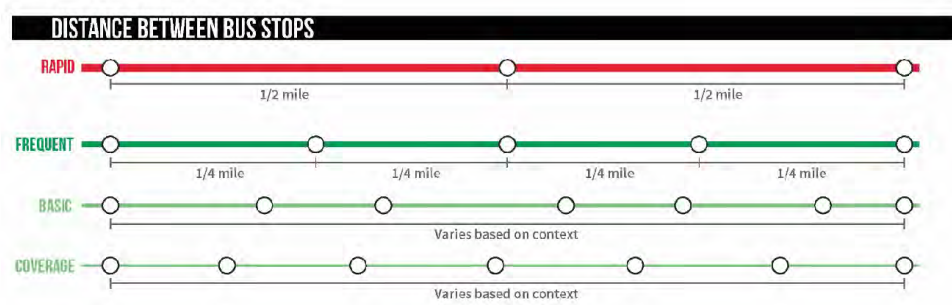 DISTANCE BETWEEN BUS STOPS
RAPID
1/2 mile 1/2 mile
FREQUENT
1/4 mile 1/4 mile 1/4 mile 1/4 mile
BASIC
Varies based on context
COVERAGE
Varies based on context